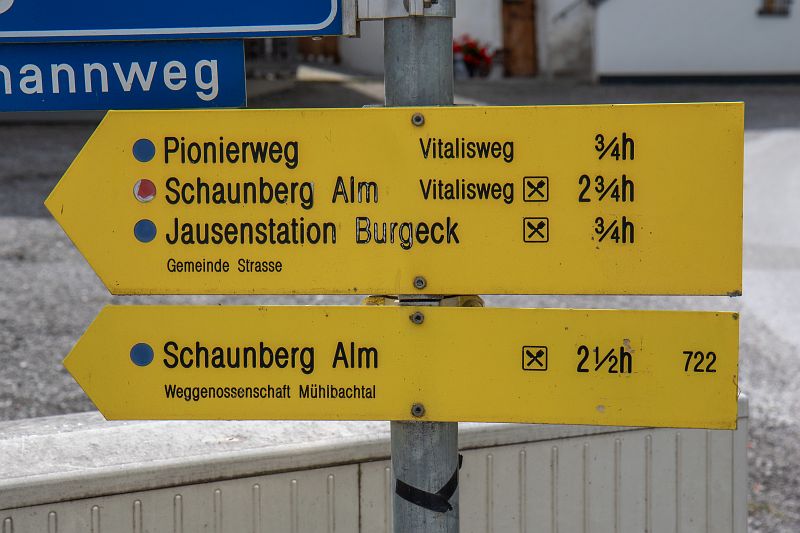 mannweg
Pionierweg Vitalisweg ¾h
Schaunberg Alm Vitalisweg 2¾h
Jausenstation Burgeck ¾h
Gemeinde Strasse
Schaunberg Alm 2½h 722
Weggenossenschaft Mühlbachtal